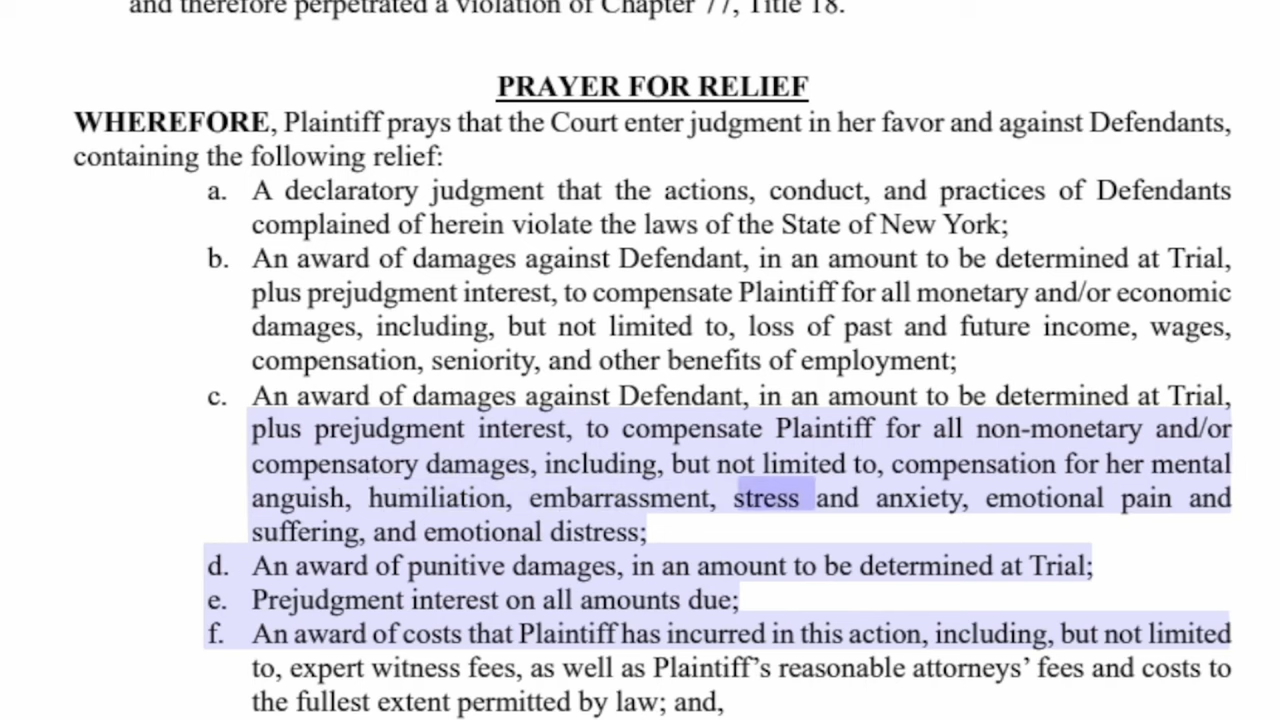 and therefore perpetrated a violation of Chapter 77, Title 18.
PRAYER FOR RELIEF
WHEREFORE, Plaintiff prays that the Court enter judgment in her favor and against Defendants,
containing the following relief:
a. A declaratory judgment that the actions, conduct, and practices of Defendants
complained of herein violate the laws of the State of New York;
b. An award of damages against Defendant, in an amount to be determined at Trial,
plus prejudgment interest, to compensate Plaintiff for all monetary and/or economic
damages, including, but not limited to, loss of past and future income, wages,
compensation, seniority, and other benefits of employment;
c. An award of damages against Defendant, in an amount to be determined at Trial,
plus prejudgment interest, to compensate Plaintiff for all non-monetary and/or
compensatory damages, including, but not limited to, compensation for her mental
anguish, humiliation, embarrassment, stress and anxiety, emotional pain and
suffering, and emotional distress;
d. An award of punitive damages, in an amount to be determined at Trial;
e. Prejudgment interest on all amounts due;
f. An award of costs that Plaintiff has incurred in this action, including, but not limited
to, expert witness fees, as well as Plaintiff’s reasonable attorneys’ fees and costs to
the fullest extent permitted by law; and,